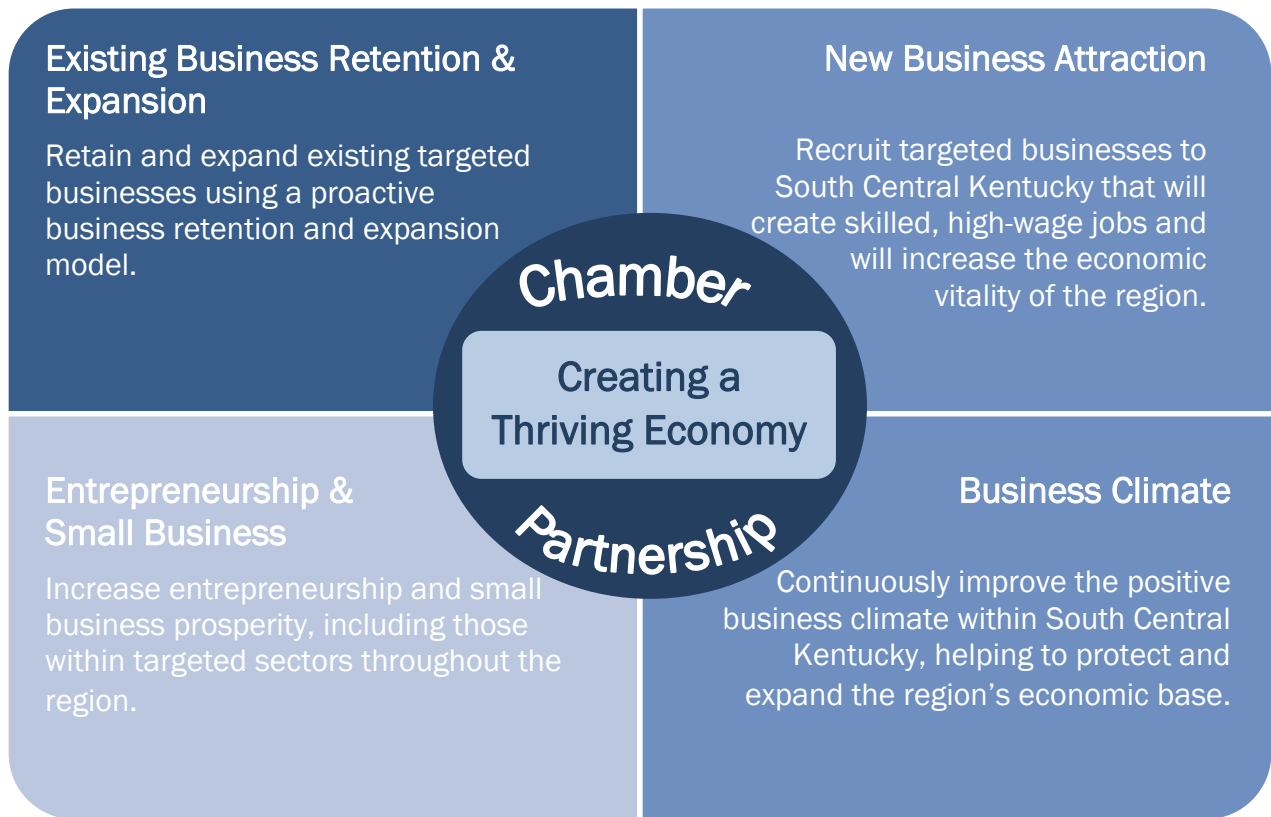 Existing Business Retention &
Expansion
Retain and expand existing targeted
businesses using a proactive
business retention and expansion
model.
New Business Attraction
Recruit targeted businesses to
South Central Kentucky that will
create skilled, high-wage jobs and
will increase the economic
vitality of the region.
Chamber
Creating a
Thriving Economy
Partnership
Entrepreneurship &
Small Business
Increase entrepreneurship and small
business prosperity, including those
within targeted sectors throughout the
region.
Business Climate
Continuously improve the positive
business climate within South Central
Kentucky, helping to protect and
expand the region’s economic base.